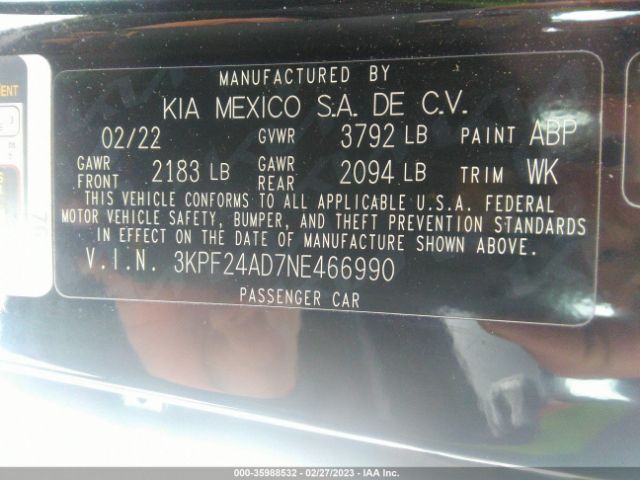 MENT
MANUFACTURED BY
KIA MEXICO S.A. DE C.V.
02/22 GVWR 3792 LB PAINT ABP
GAWR FRONT 2183 LB GAWR REAR 2094 LB TRIM WK
THIS VEHICLE CONFORMS TO ALL APPLICABLE U.S.A. FEDERAL
MOTOR VEHICLE SAFETY, BUMPER, AND THEFT PREVENTION STANDARDS
IN EFFECT ON THE DATE OF MANUFACTURE SHOWN ABOVE.
V.I.N. 3KPF24AD7NE466990
PASSENGER CAR
000-35988532 - 02/27/2023 - IAA Inc.